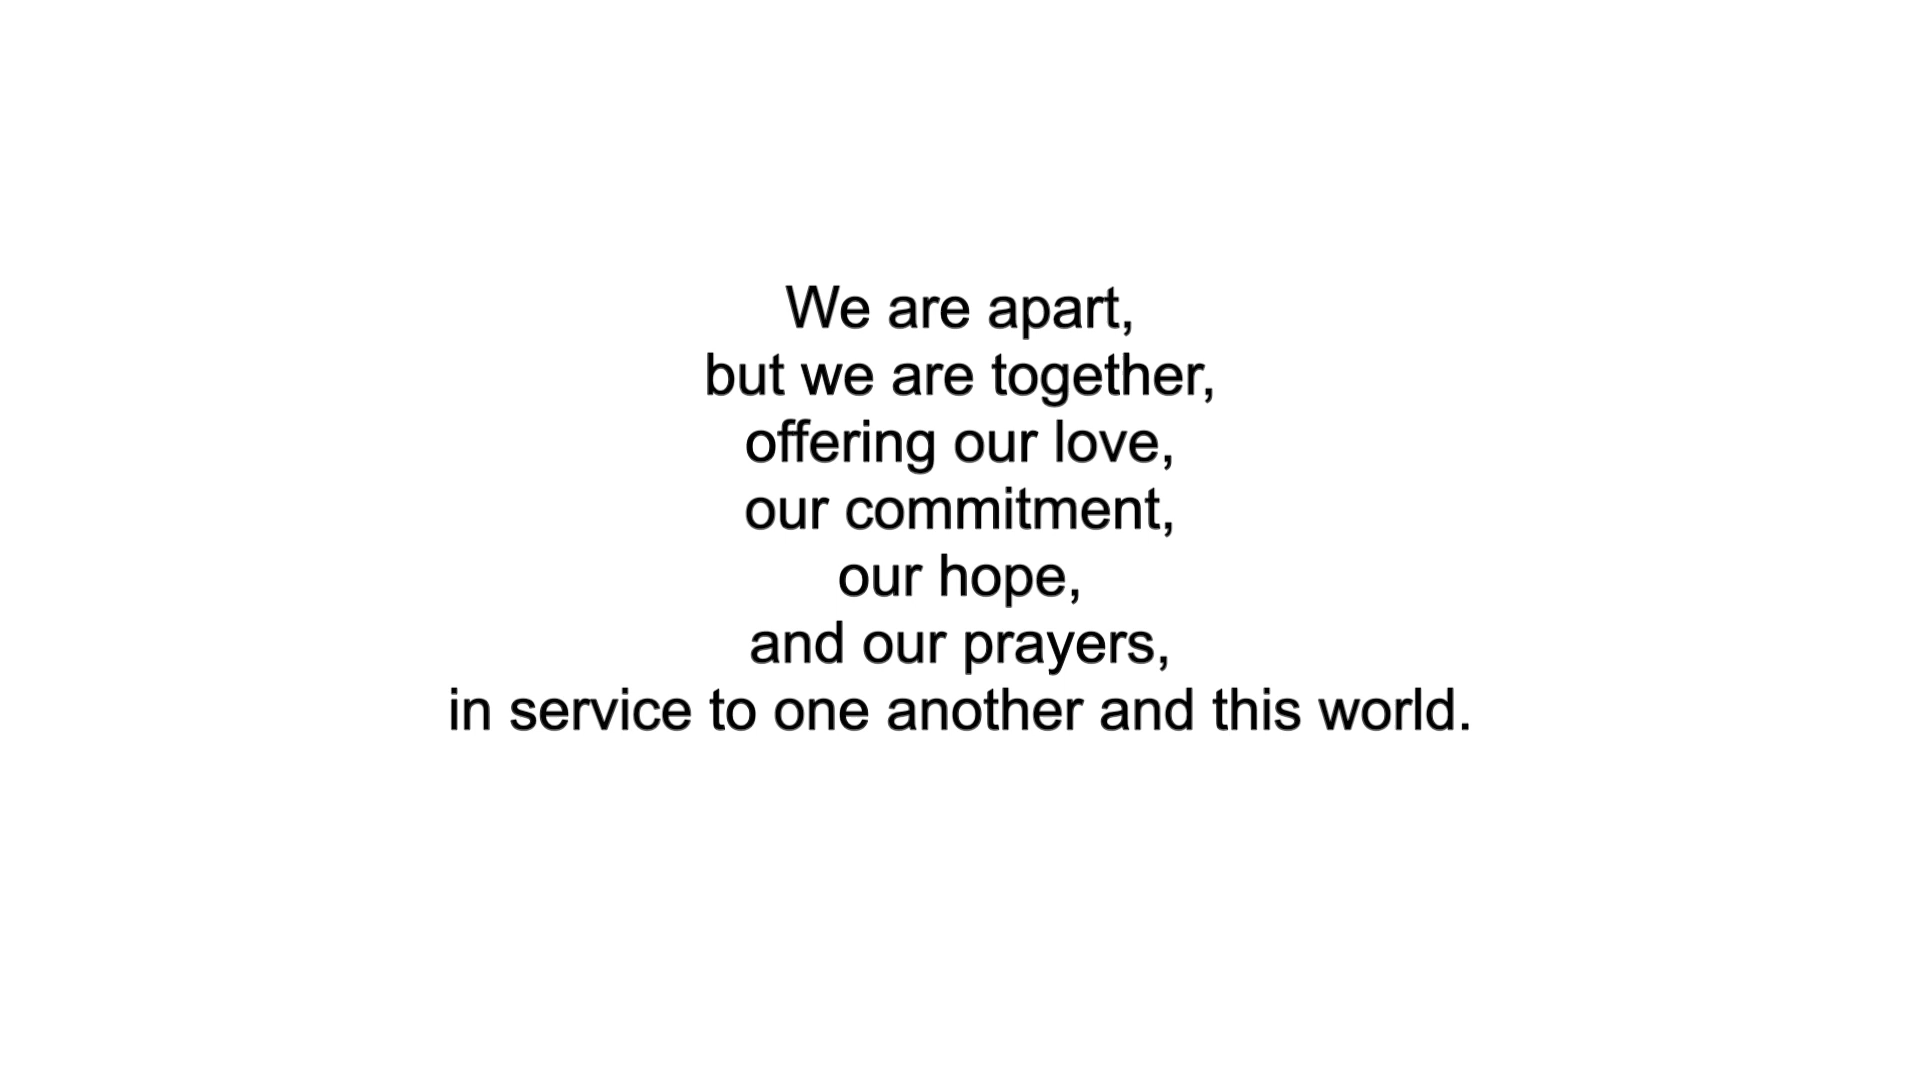 We are apart,
but we are together,
offering our love,
our commitment,
our hope,
and our prayers,
in service to one another and this world.